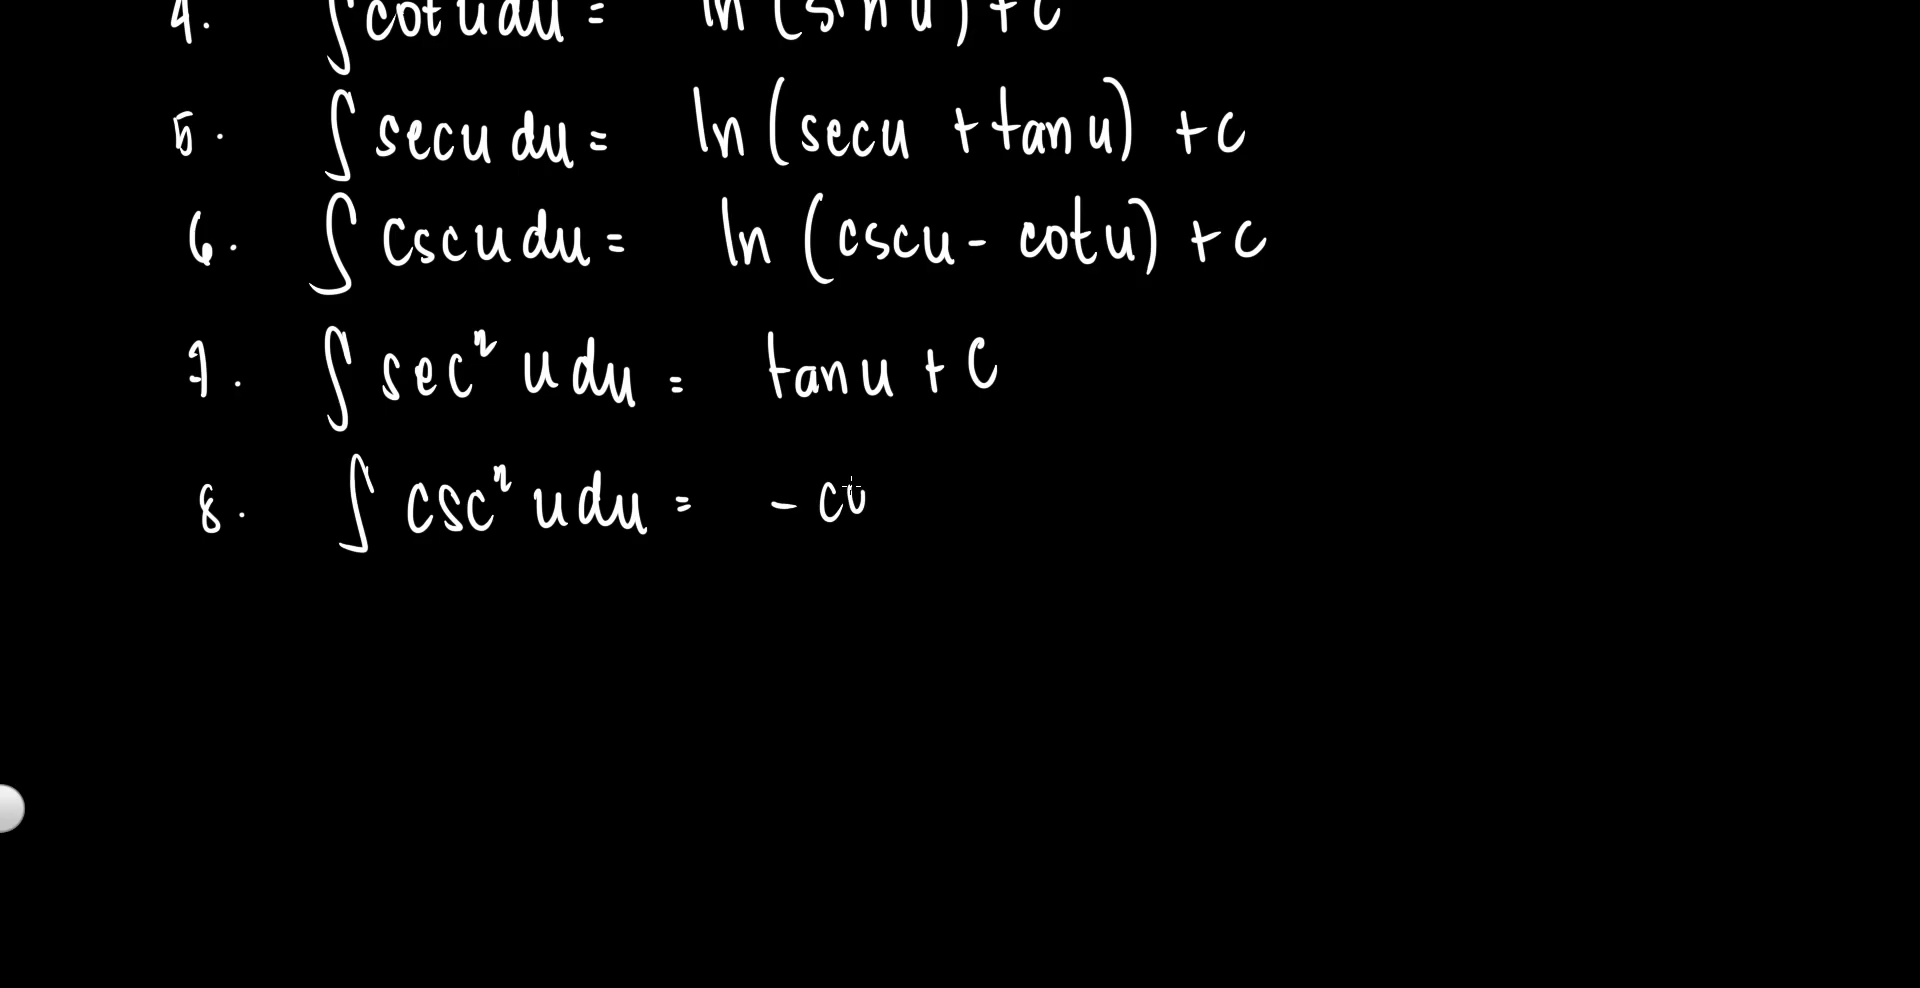 4. ∫cot u du = ln (sin u) + C
5. ∫ sec u du = ln (sec u + tan u) + C
6. ∫ csc u du = ln (csc u - cot u) + C
7. ∫ sec² u du = tan u + C
8. ∫ csc² u du = - co